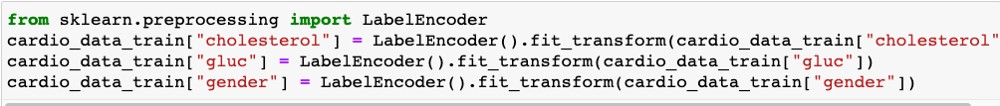 from sklearn.preprocessing import LabelEncoder
cardio_data_train["cholesterol"] = LabelEncoder().fit_transform(cardio_data_train["cholesterol"
cardio_data_train["gluc"] = LabelEncoder().fit_transform(cardio_data_train["gluc"])
cardio_data_train["gender"] = LabelEncoder().fit_transform(cardio_data_train["gender"])